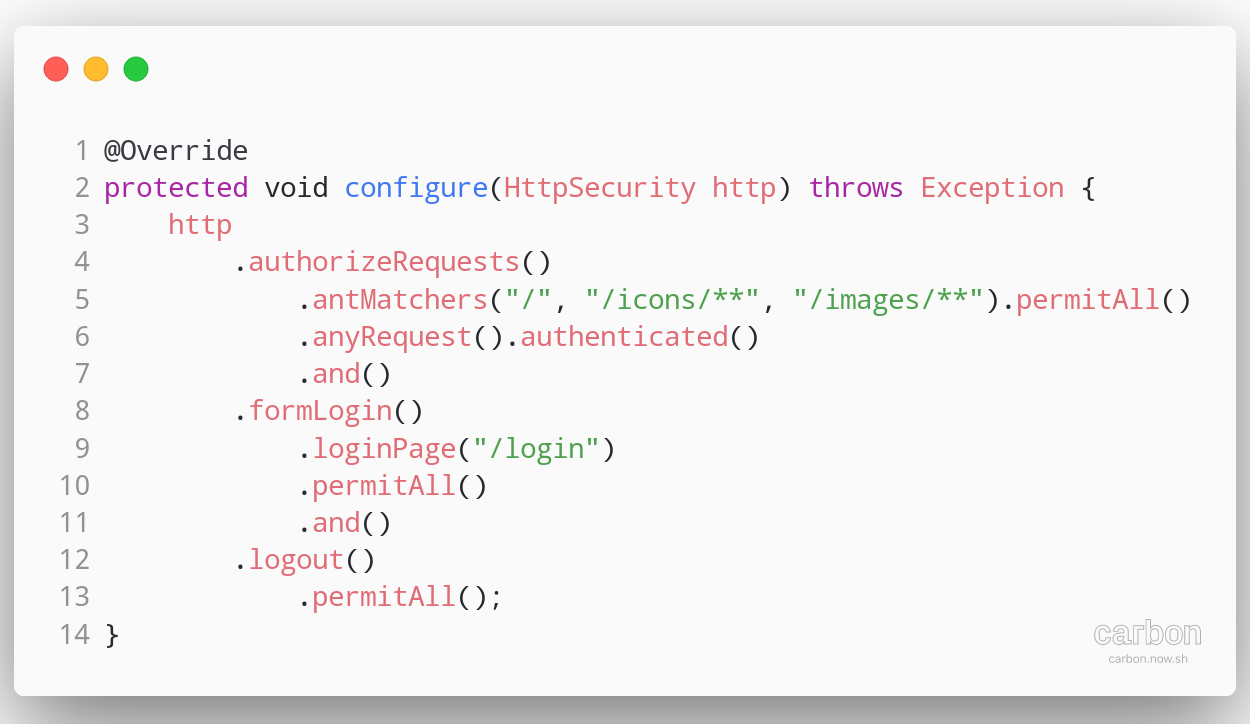 1 @Override
2 protected void configure(HttpSecurity http) throws Exception {
3     http
4         .authorizeRequests()
5             .antMatchers("/", "/icons/**", "/images/**").permitAll()
6             .anyRequest().authenticated()
7             .and()
8         .formLogin()
9             .loginPage("/login")
10             .permitAll()
11             .and()
12         .logout()
13             .permitAll();
14 }
carbon
carbon.now.sh